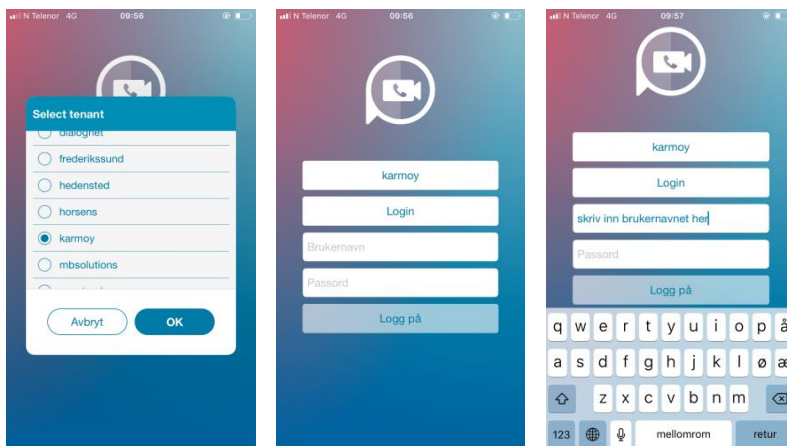 N Telenor 4G 09:56
Select tenant
dialognet
frederikssund
hedensted
horsens
karmoy
mbsolutions
Avbryt OK
N Telenor 4G 09:56
karmoy
Login
Brukernavn
Passord
Logg på
N Telenor 4G 09:57
karmoy
Login
skriv inn brukernavnet her
Passord
Logg på
q w e r t y u i o p å
a s d f g h j k l ø æ
z x c v b n m
123 mellomrom retur